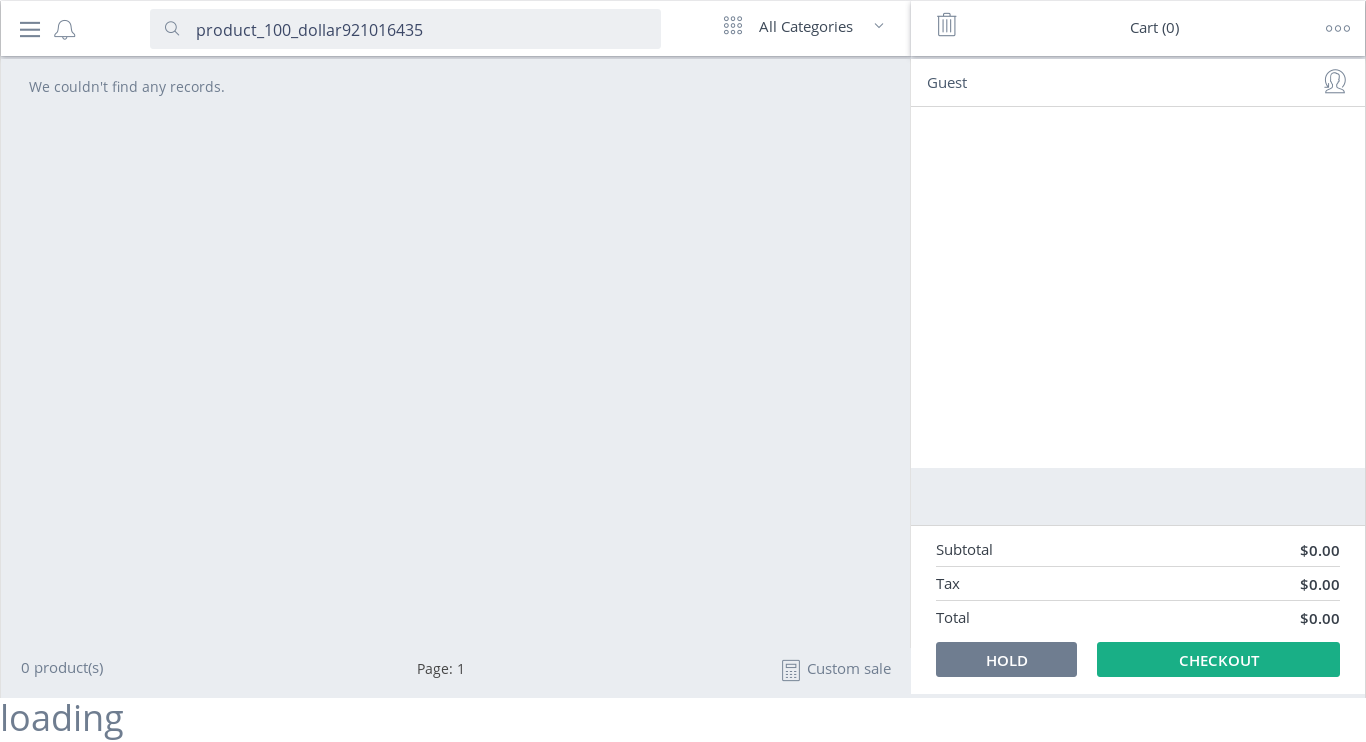 product_100_dollar921016435
All Categories
Cart (0)
We couldn't find any records.
Guest
Subtotal $0.00
Tax $0.00
Total $0.00
HOLD CHECKOUT
0 product(s) Page: 1 Custom sale
loading